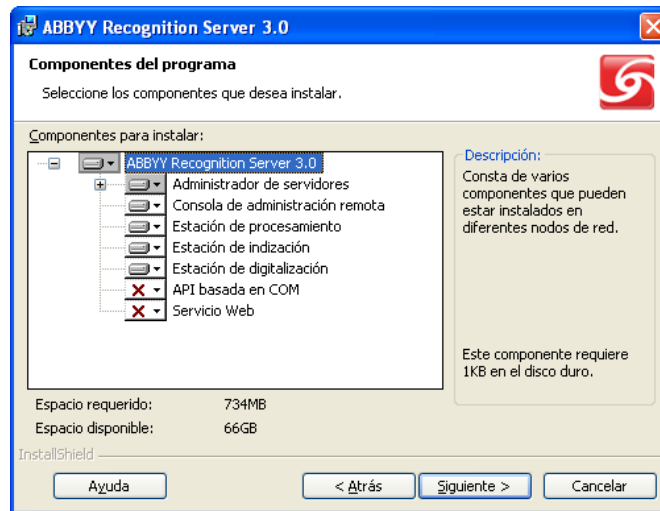 ABBYY Recognition Server 3.0
Componentes del programa
Seleccione los componentes que desea instalar.
Componentes para instalar:
ABBYY Recognition Server 3.0
Administrador de servidores
Consola de administración remota
Estación de procesamiento
Estación de indización
Estación de digitalización
API basada en COM
Servicio Web
Descripción:
Consta de varios
componentes que pueden
estar instalados en
diferentes nodos de red.
Este componente requiere
1KB en el disco duro.
Espacio requerido: 734MB
Espacio disponible: 66GB
InstallShield
Ayuda
< Atrás
Siguiente >
Cancelar